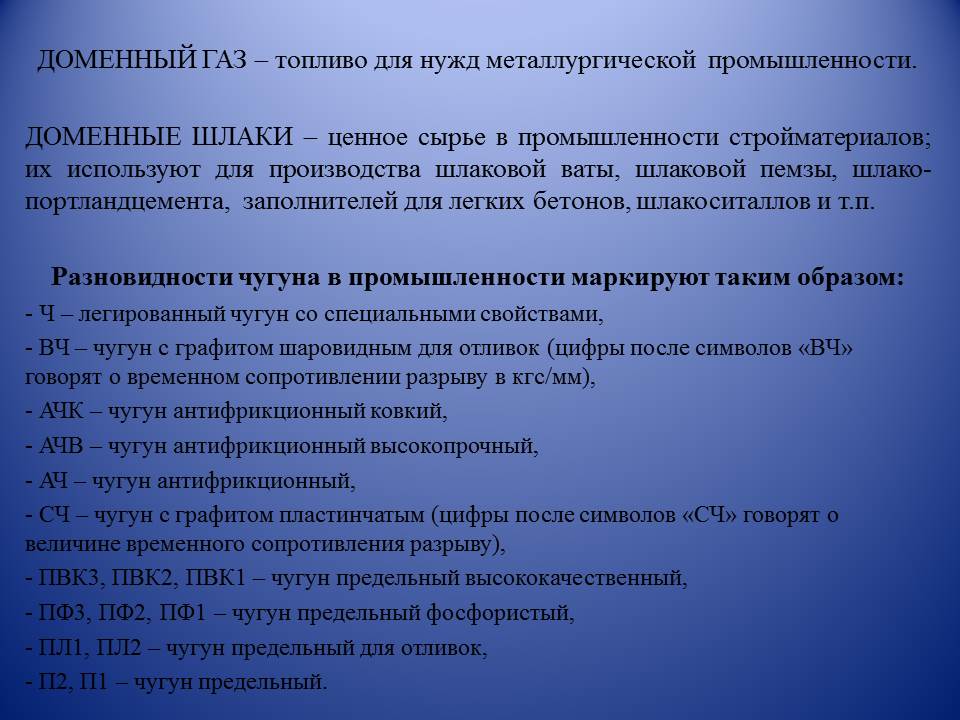 ДОМЕННЫЙ ГАЗ – топливо для нужд металлургической промышленности.
ДОМЕННЫЕ ШЛАКИ – ценное сырье в промышленности стройматериалов;
их используют для производства шлаковой ваты, шлаковой пемзы, шлако-
портландцемента, заполнителей для легких бетонов, шлакоситаллов и т.п.
Разновидности чугуна в промышленности маркируют таким образом:
- Ч – легированный чугун со специальными свойствами,
- ВЧ – чугун с графитом шаровидным для отливок (цифры после символов «ВЧ»
говорят о временном сопротивлении разрыву в кгс/мм),
- АЧК – чугун антифрикционный ковкий,
- АЧВ – чугун антифрикционный высокопрочный,
- АЧ – чугун антифрикционный,
- СЧ – чугун с графитом пластинчатым (цифры после символов «СЧ» говорят о
величине временного сопротивления разрыву),
- ПВК3, ПВК2, ПВК1 – чугун предельный высококачественный,
- ПФ3, ПФ2, ПФ1 – чугун предельный фосфористый,
- ПЛ1, ПЛ2 – чугун предельный для отливок,
- П2, П1 – чугун предельный.